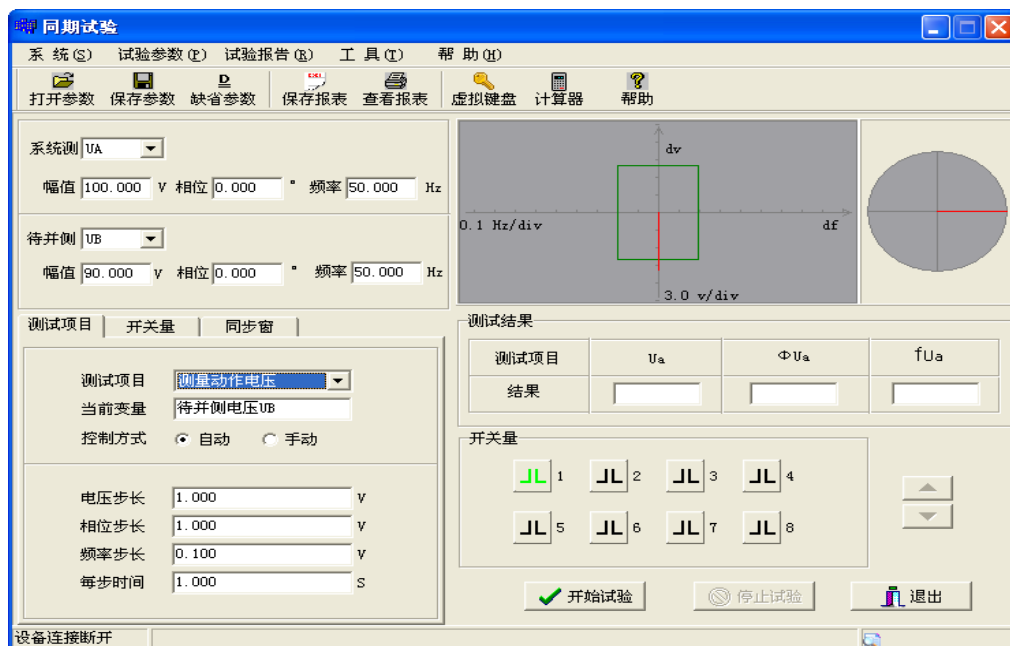 同期试验
系 统(S) 试验参数(P) 试验报告(R) 工 具(T) 帮 助(H)
打开参数 保存参数 D 缺省参数 保存报表 查看报表 虚拟键盘 计算器 帮助
系统测 UA
幅值 100.000 V 相位 0.000 ° 频率 50.000 Hz
待并侧 UB
幅值 90.000 V 相位 0.000 ° 频率 50.000 Hz
dv
0.1 Hz/div df
3.0 v/div
测试项目 开关量 同步窗
测试项目 测量动作电压
当前变量 待并侧电压UB
控制方式 自动 手动
电压步长 1.000 V
相位步长 1.000 V
频率步长 0.100 V
每步时间 1.000 S
测试结果
测试项目 Ua ΦUa fUa
结果
开关量
1 2 3 4
5 6 7 8
开始试验 停止试验 退出
设备连接断开